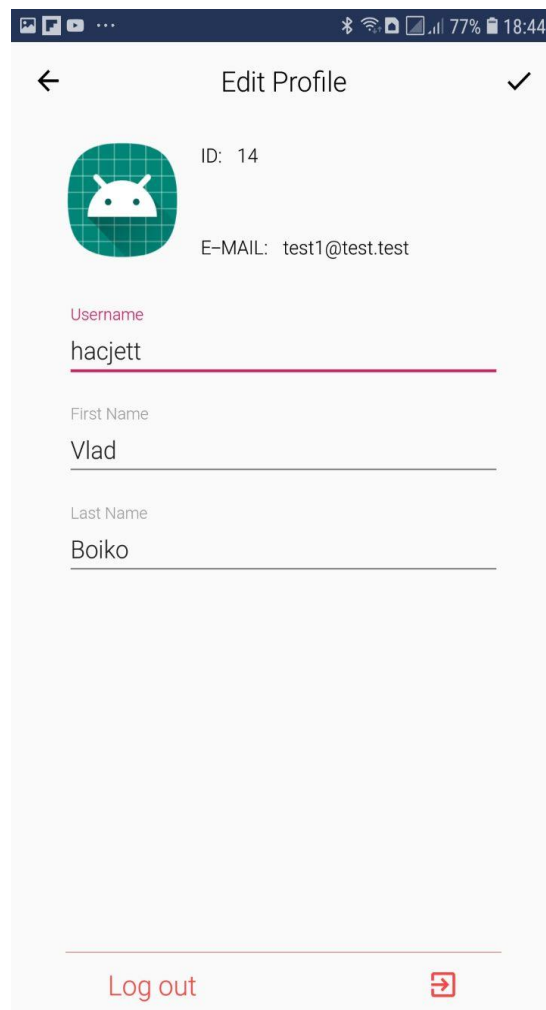 77% 18:44
Edit Profile
ID: 14
E-MAIL: test1@test.test
Username
hacjett
First Name
Vlad
Last Name
Boiko
Log out